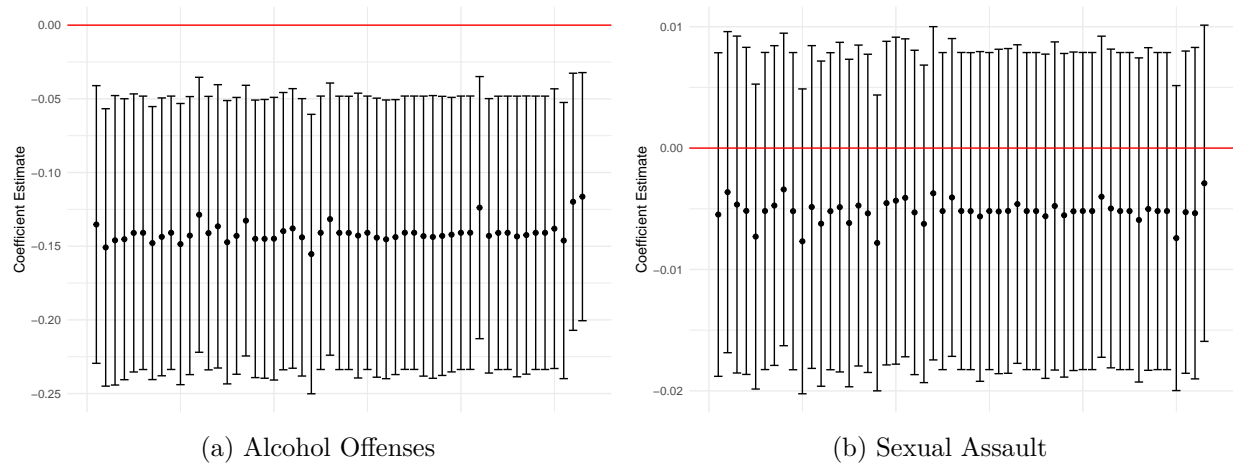 0.00
−0.05
−0.10
−0.15
−0.20
−0.25
Coefficient Estimate
(a) Alcohol Offenses
0.01
0.00
−0.01
−0.02
Coefficient Estimate
(b) Sexual Assault